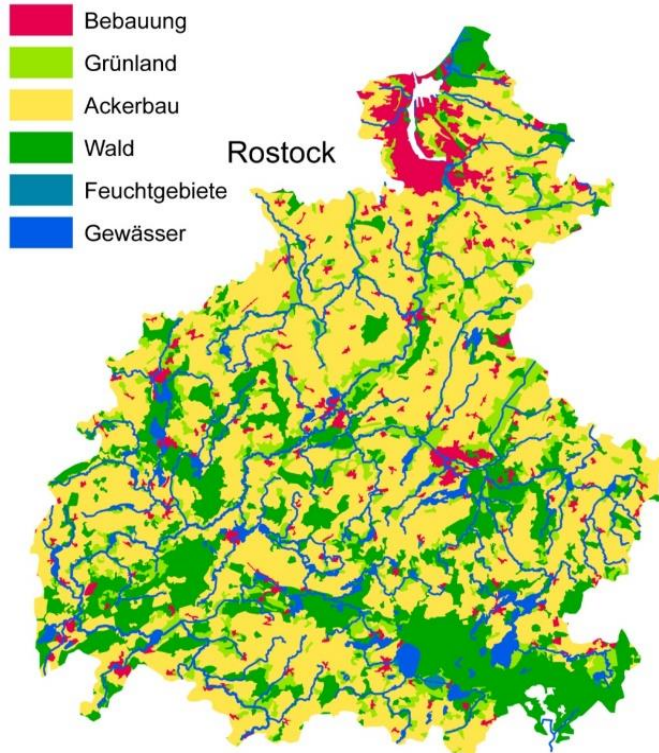 Bebauung
Grünland
Ackerbau
Wald
Feuchtgebiete
Gewässer
Rostock